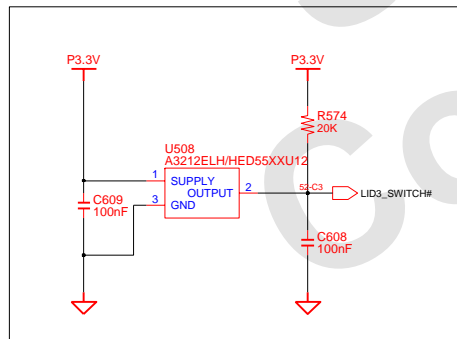 P3.3V P3.3V
R574
20K
U508
A3212ELH/HED55XXU12
1 SUPPLY
OUTPUT 2 52-C3 LID3_SWITCH#
3 GND
C609
100nF
C608
100nF